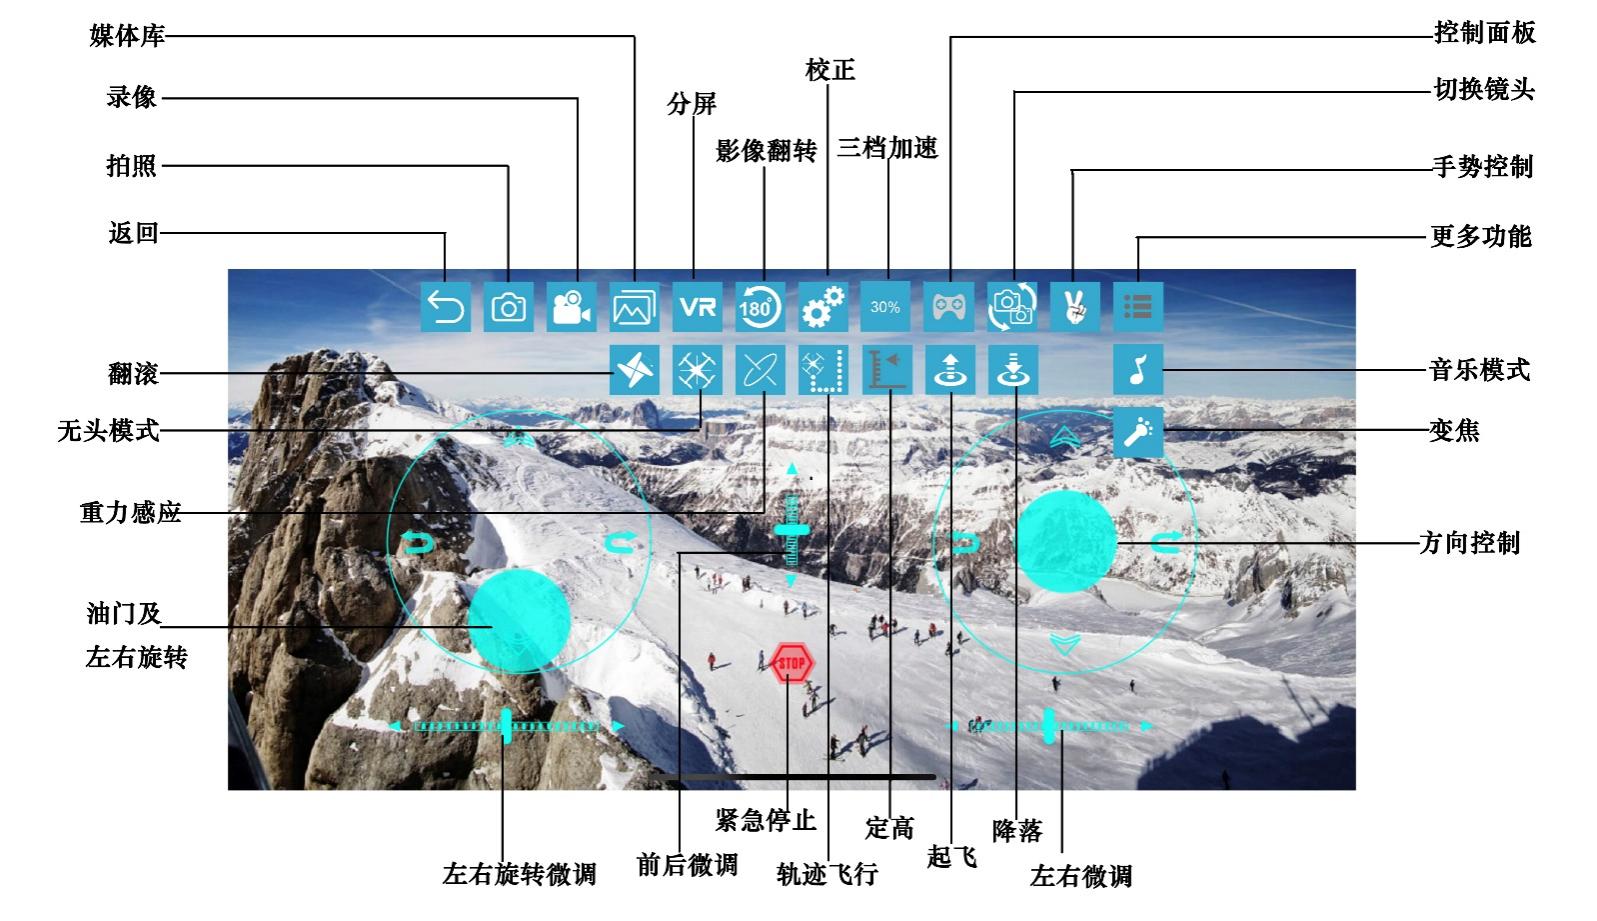 媒体库
控制面板
校正
切换镜头
录像
分屏
影像翻转
三档加速
拍照
手势控制
返回
更多功能
VR
180°
30%
翻滚
音乐模式
无头模式
变焦
重力感应
方向控制
油门及
左右旋转
STOP
紧急停止
定高
降落
起飞
前后微调
左右旋转微调
轨迹飞行
左右微调